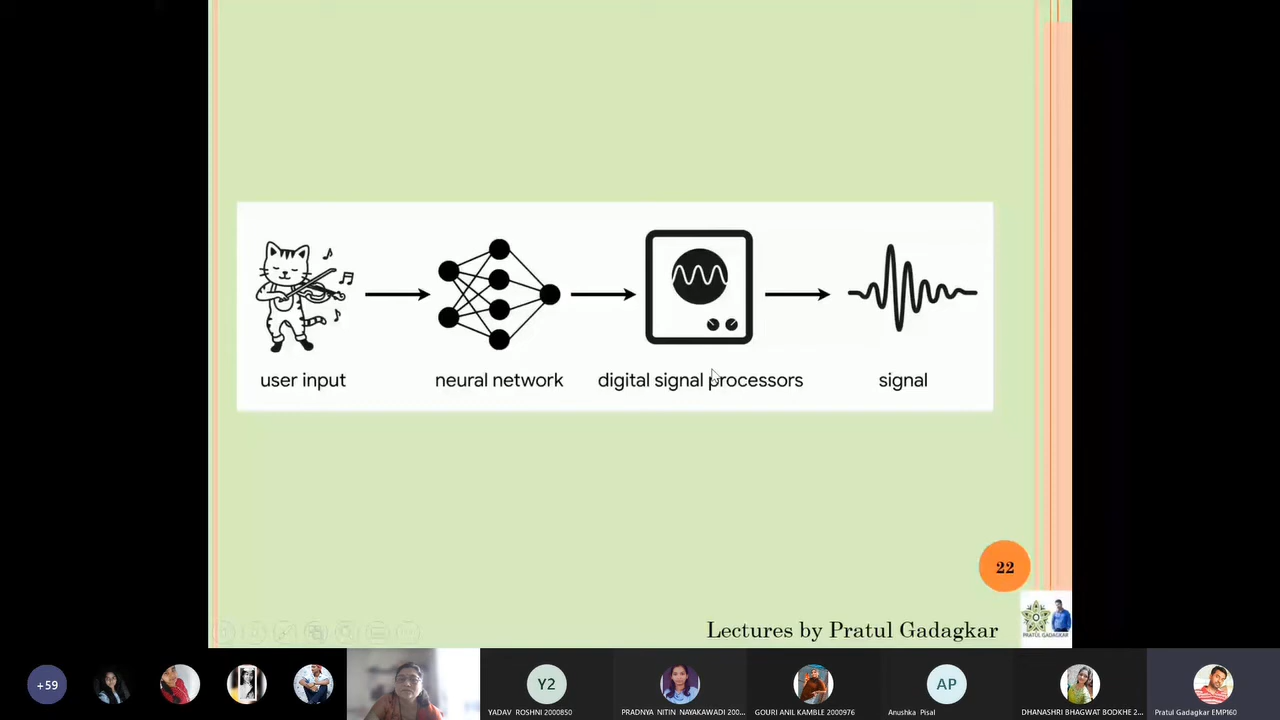 user input
neural network
digital signal processors
signal
22
Lectures by Pratul Gadagkar
PRATUL GADAGKAR
+59
Y2
YADAV ROSHNI 2000850
PRADNYA NITIN NAYAKAWADI 200...
GOURI ANIL KAMBLE 2000976
AP
Anushka Pisal
DHANASHRI BHAGWAT BODKHE 2...
Pratul Gadagkar EMP160